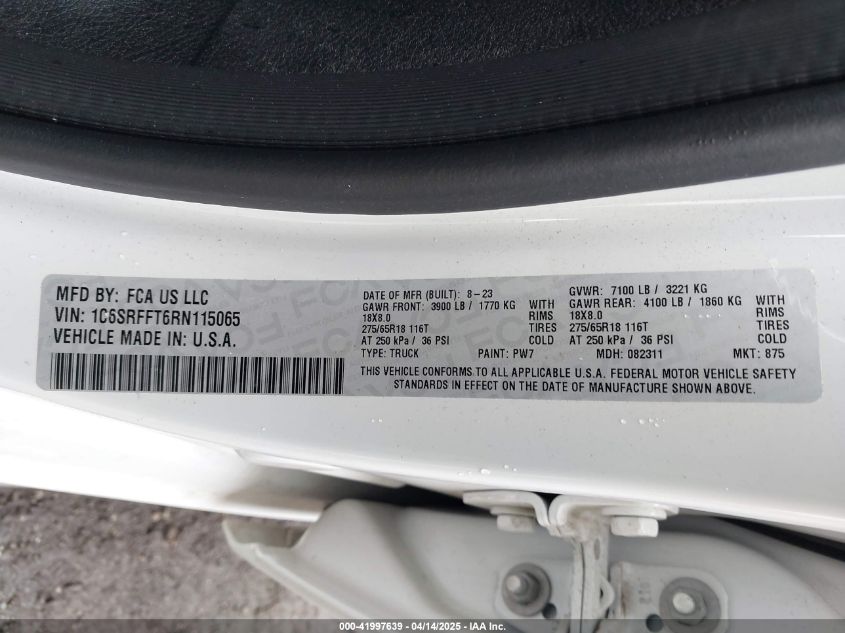 MFD BY: FCA US LLC
VIN: 1C6SRFFT6RN115065
VEHICLE MADE IN: U.S.A.
DATE OF MFR (BUILT): 8-23 GVWR: 7100 LB / 3221 KG
GAWR FRONT: 3900 LB / 1770 KG WITH GAWR REAR: 4100 LB / 1860 KG WITH
18X8.0 RIMS 18X8.0 RIMS
275/65R18 116T TIRES 275/65R18 116T TIRES
AT 250 kPa / 36 PSI COLD AT 250 kPa / 36 PSI COLD
TYPE: TRUCK PAINT: PW7 MDH: 082311 MKT: 875
THIS VEHICLE CONFORMS TO ALL APPLICABLE U.S.A. FEDERAL MOTOR VEHICLE SAFETY
STANDARDS IN EFFECT ON THE DATE OF MANUFACTURE SHOWN ABOVE.
000-41997639 - 04/14/2025 - IAA Inc.